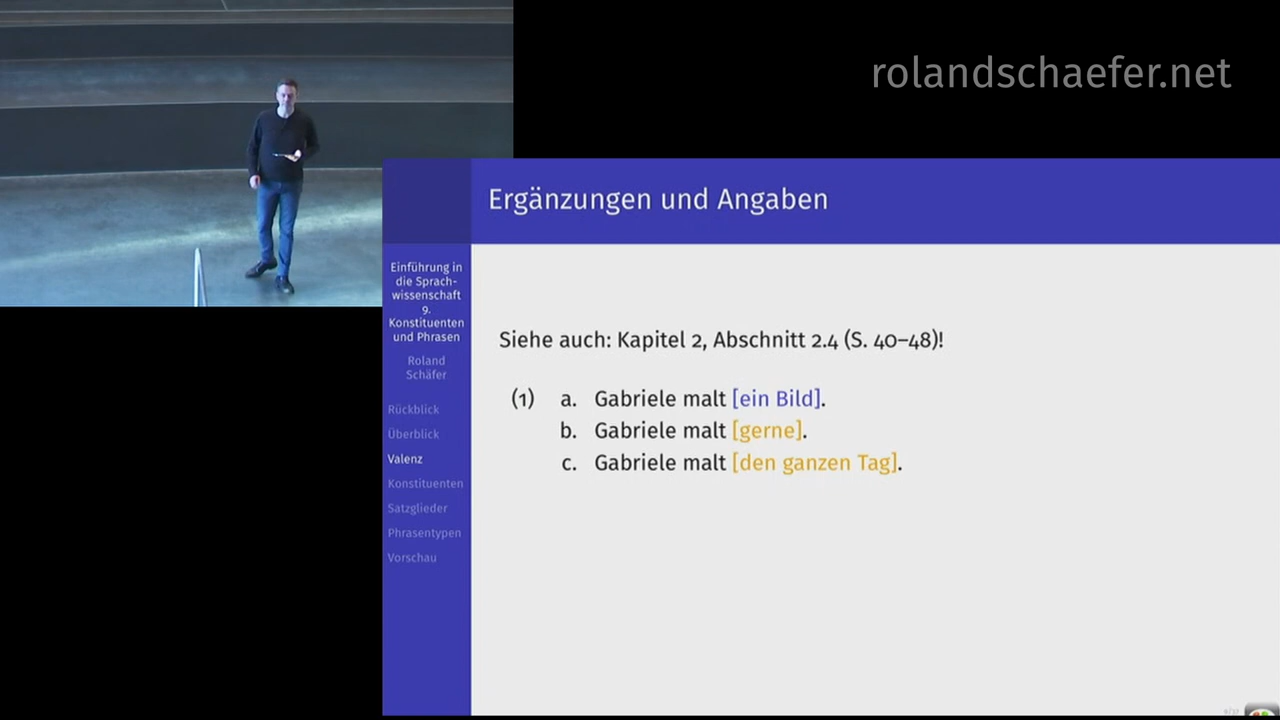 rolandschaefer.net
Ergänzungen und Angaben
Einführung in
die Sprach-
wissenschaft
9.
Konstituenten
und Phrasen
Roland
Schäfer
Rückblick
Überblick
Valenz
Konstituenten
Satzglieder
Phrasentypen
Vorschau
Siehe auch: Kapitel 2, Abschnitt 2.4 (S. 40–48)!
(1) a. Gabriele malt [ein Bild].
b. Gabriele malt [gerne].
c. Gabriele malt [den ganzen Tag].